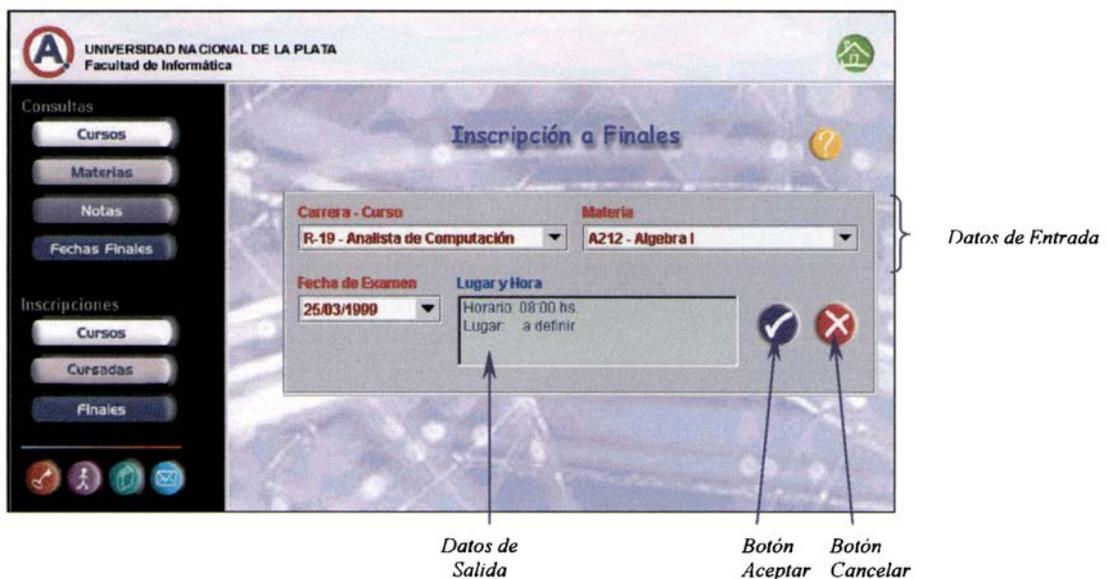 UNIVERSIDAD NACIONAL DE LA PLATA
Facultad de Informática
Consultas
Cursos
Materias
Notas
Fechas Finales
Inscripciones
Cursos
Cursadas
Finales
Inscripción a Finales
?
Carrera - Curso
Materia
R-19 - Analista de Computación
A212 - Algebra I
Fecha de Examen
Lugar y Hora
25/03/1999
Horario: 08:00 hs.
Lugar: a definir
Datos de Entrada
Datos de
Salida
Botón
Aceptar
Botón
Cancelar